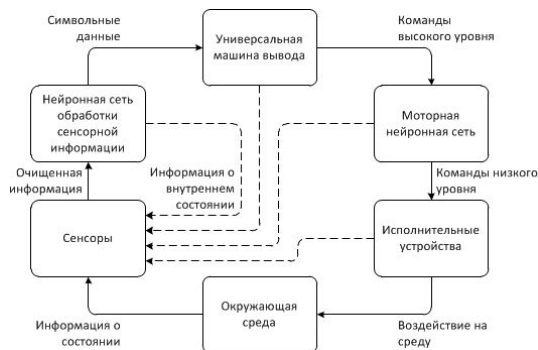 Символьные
данные
Универсальная
машина вывода
Команды
высокого уровня
Нейронная сеть
обработки
сенсорной
информации
Моторная
нейронная сеть
Очищенная
информация
Информация о
внутреннем
состоянии
Команды низкого
уровня
Сенсоры
Исполнительные
устройства
Окружающая
среда
Информация о
состоянии
Воздействие на
среду